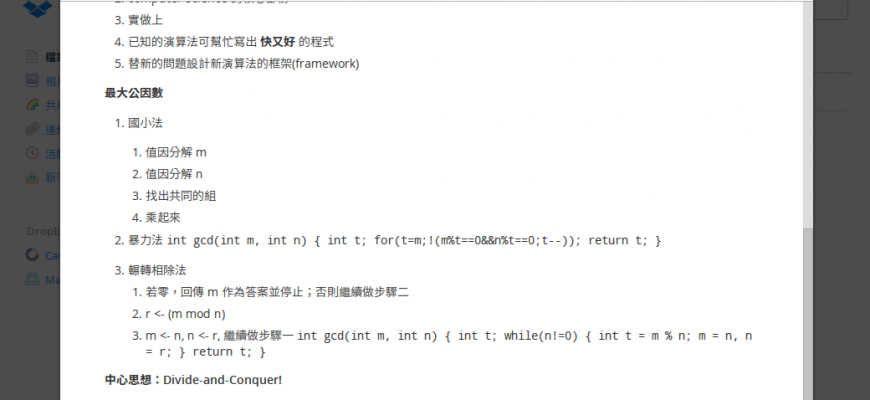 3. 實做上
4. 已知的演算法可幫忙寫出 快又好 的程式
5. 替新的問題設計新演算法的框架(framework)
最大公因數
1. 國小法
1. 值因分解 m
2. 值因分解 n
3. 找出共同的組
4. 乘起來
2. 暴力法 int gcd(int m, int n) { int t; for(t=m;!(m%t==0&&n%t==0;t--)); return t; }
3. 輾轉相除法
1. 若零，回傳 m 作為答案並停止；否則繼續做步驟二
2. r <- (m mod n)
3. m <- n, n <- r, 繼續做步驟一 int gcd(int m, int n) { int t; while(n!=0) { int t = m % n; m = n, n
= r; } return t; }
中心思想：Divide-and-Conquer!
Dropb